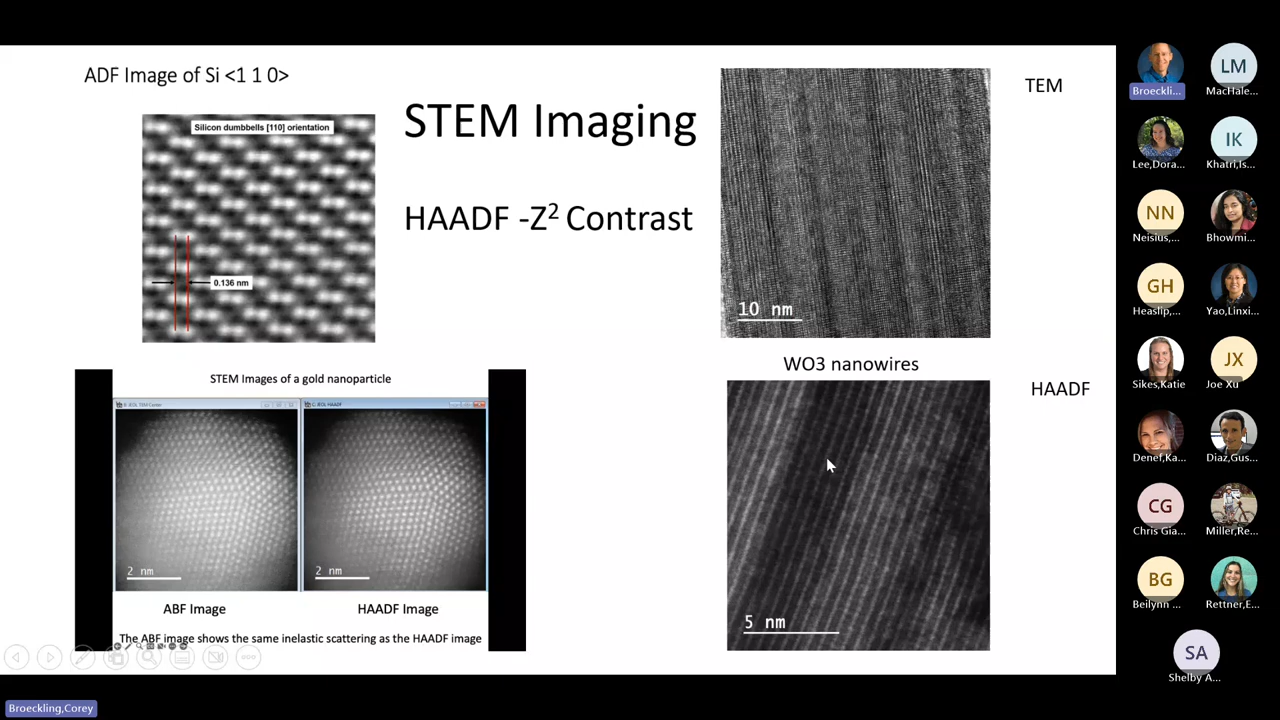 ADF Image of Si <1 1 0>
Silicon dumbbells [110] orientation
0.136 nm
STEM Imaging
HAADF -Z² Contrast
TEM
10 nm
WO3 nanowires
HAADF
5 nm
STEM Images of a gold nanoparticle
2 nm
2 nm
ABF Image
HAADF Image
The ABF image shows the same inelastic scattering as the HAADF image
Broeckli...
LM
MacHale...
Lee,Dora...
IK
Khatri,Is...
NN
Neisius,...
Bhowmi...
GH
Heaslip,...
Yao,Linxi...
Sikes,Katie
JX
Joe Xu
Denef,Ka...
Diaz,Gus...
CG
Chris Gia...
Miller,Re...
BG
Beilynn ...
Rettner,E...
SA
Shelby A...
Broeckling,Corey